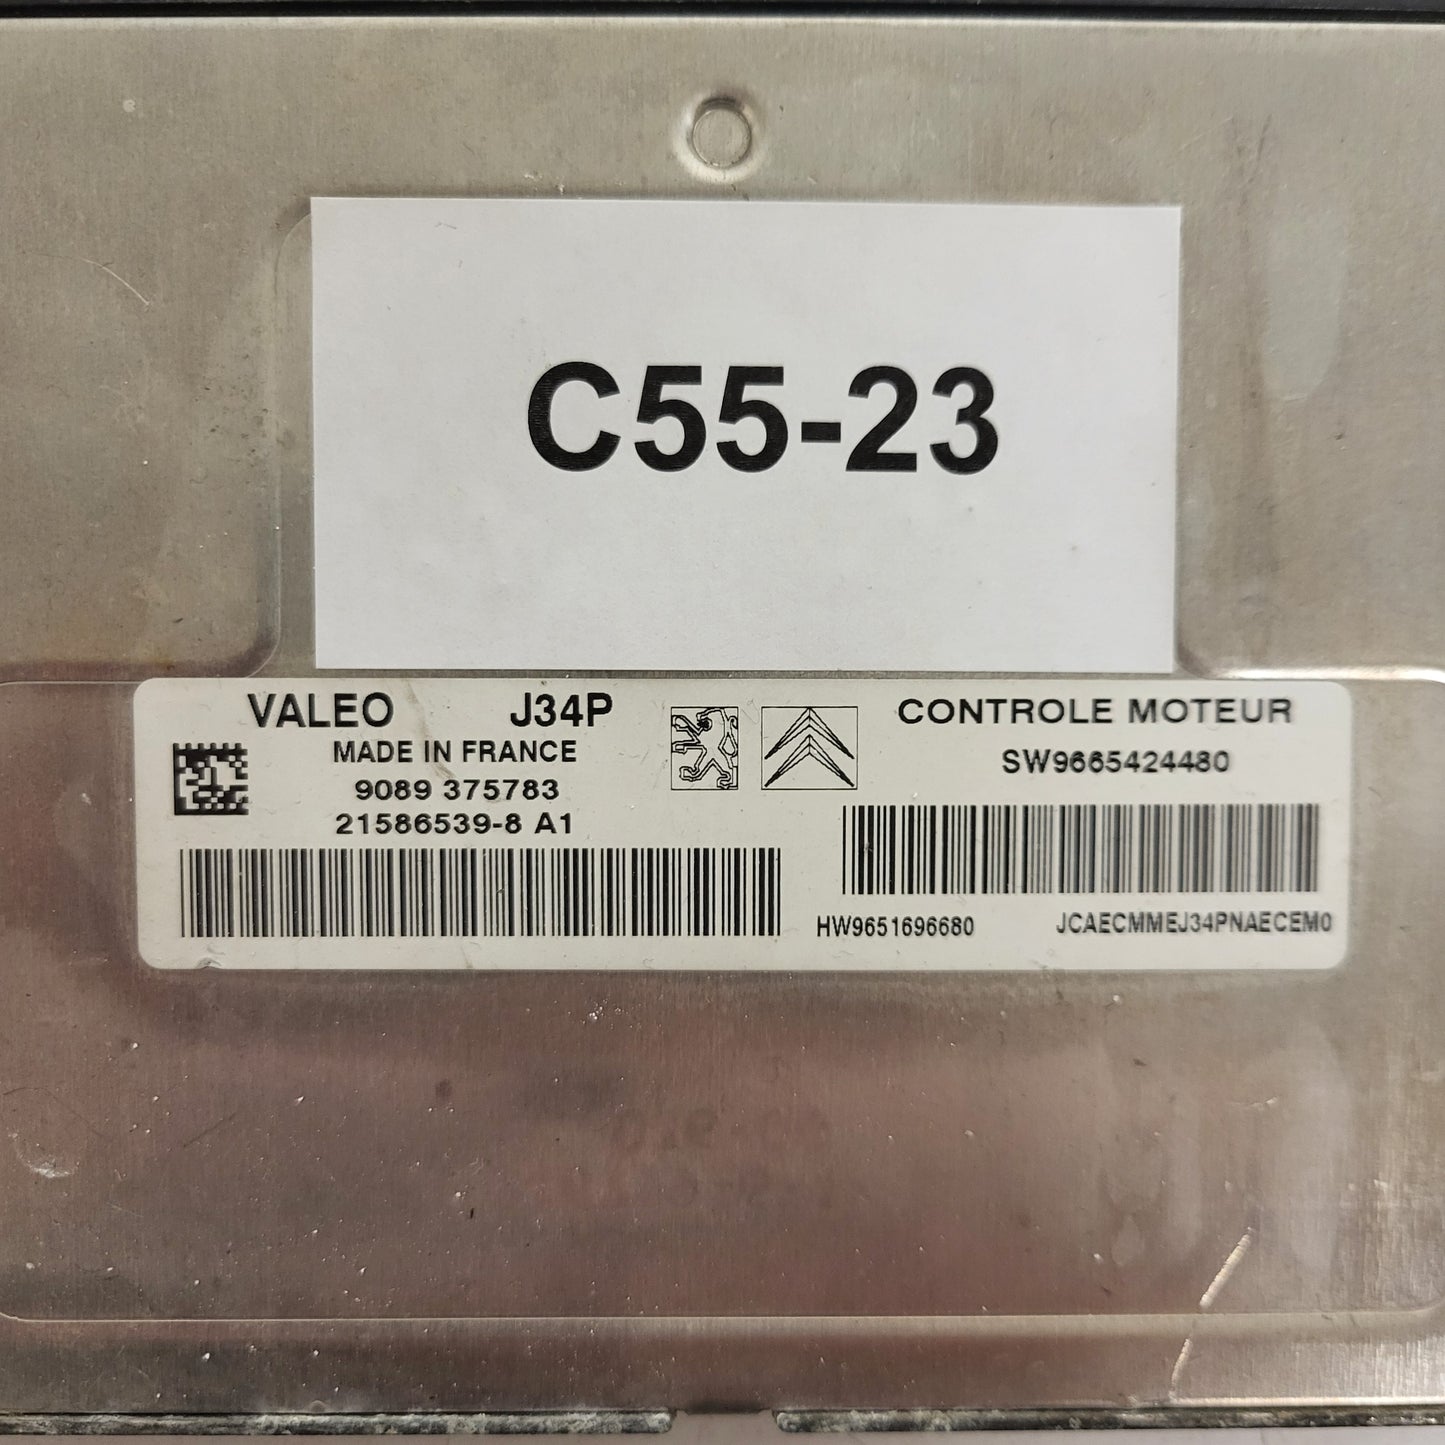 C55-23
VALEO J34P
MADE IN FRANCE
9089 375783
21586539-8 A1
CONTROLE MOTEUR
SW9665424480
HW9651696680 JCAECMMEJ34PNAECEM0